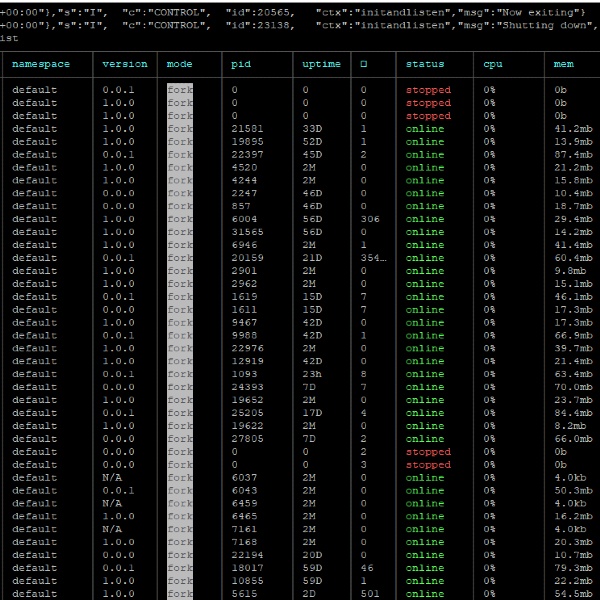 +00:00"},"s":"I", "c":"CONTROL", "id":20565, "ctx":"initandlisten","msg":"Now exiting"}
+00:00"},"s":"I", "c":"CONTROL", "id":23138, "ctx":"initandlisten","msg":"Shutting down",
ist
namespace version mode pid uptime status cpu mem
default 0.0.1 fork 0 0 0 stopped 0% 0b
default 1.0.0 fork 0 0 0 stopped 0% 0b
default 1.0.0 fork 0 0 0 stopped 0% 0b
default 1.0.0 fork 21581 33D 1 online 0% 41.2mb
default 1.0.0 fork 19895 52D 1 online 0% 13.9mb
default 0.0.1 fork 22397 45D 2 online 0% 87.4mb
default 1.0.0 fork 4520 2M 0 online 0% 21.2mb
default 1.0.0 fork 4244 2M 0 online 0% 15.8mb
default 0.0.0 fork 2247 46D 0 online 0% 10.4mb
default 1.0.0 fork 857 46D 0 online 0% 18.7mb
default 1.0.0 fork 6004 56D 306 online 0% 29.4mb
default 1.0.0 fork 31565 56D 0 online 0% 14.2mb
default 1.0.0 fork 6946 2M 1 online 0% 41.4mb
default 0.0.1 fork 20159 21D 354… online 0% 60.4mb
default 1.0.0 fork 2901 2M 0 online 0% 9.8mb
default 1.0.0 fork 2962 2M 0 online 0% 15.1mb
default 0.0.1 fork 1619 15D 7 online 0% 46.1mb
default 1.0.0 fork 1611 15D 7 online 0% 17.3mb
default 1.0.0 fork 9467 42D 0 online 0% 17.3mb
default 0.0.1 fork 9988 42D 1 online 0% 66.9mb
default 1.0.0 fork 22976 2M 0 online 0% 39.7mb
default 1.0.0 fork 12919 42D 0 online 0% 21.4mb
default 0.0.1 fork 1093 23h 8 online 0% 63.4mb
default 0.0.0 fork 24393 7D 7 online 0% 70.0mb
default 1.0.0 fork 19652 2M 0 online 0% 23.7mb
default 0.0.1 fork 25205 17D 4 online 0% 84.4mb
default 1.0.0 fork 19622 2M 0 online 0% 8.2mb
default 0.0.1 fork 27805 7D 2 online 0% 66.0mb
default 0.0.0 fork 0 0 2 stopped 0% 0b
default 0.0.0 fork 0 0 3 stopped 0% 0b
default N/A fork 6037 2M 0 online 0% 4.0kb
default 0.0.1 fork 6043 2M 0 online 0% 50.3mb
default N/A fork 6459 2M 0 online 0% 4.0kb
default 1.0.0 fork 6465 2M 0 online 0% 16.2mb
default N/A fork 7161 2M 0 online 0% 4.0kb
default 1.0.0 fork 7168 2M 0 online 0% 20.3mb
default 0.0.0 fork 22194 20D 0 online 0% 10.7mb
default 0.0.1 fork 18017 59D 46 online 0% 79.3mb
default 1.0.0 fork 10855 59D 1 online 0% 22.2mb
default 0.0.0 fork 5615 2D 501 online 0% 54.5mb